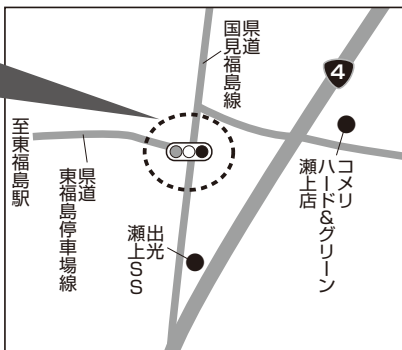 県道
国見福島線
4
コメリ
ハード&グリーン
瀬上店
至東福島駅
県道
東福島停車場線
出光
瀬上SS